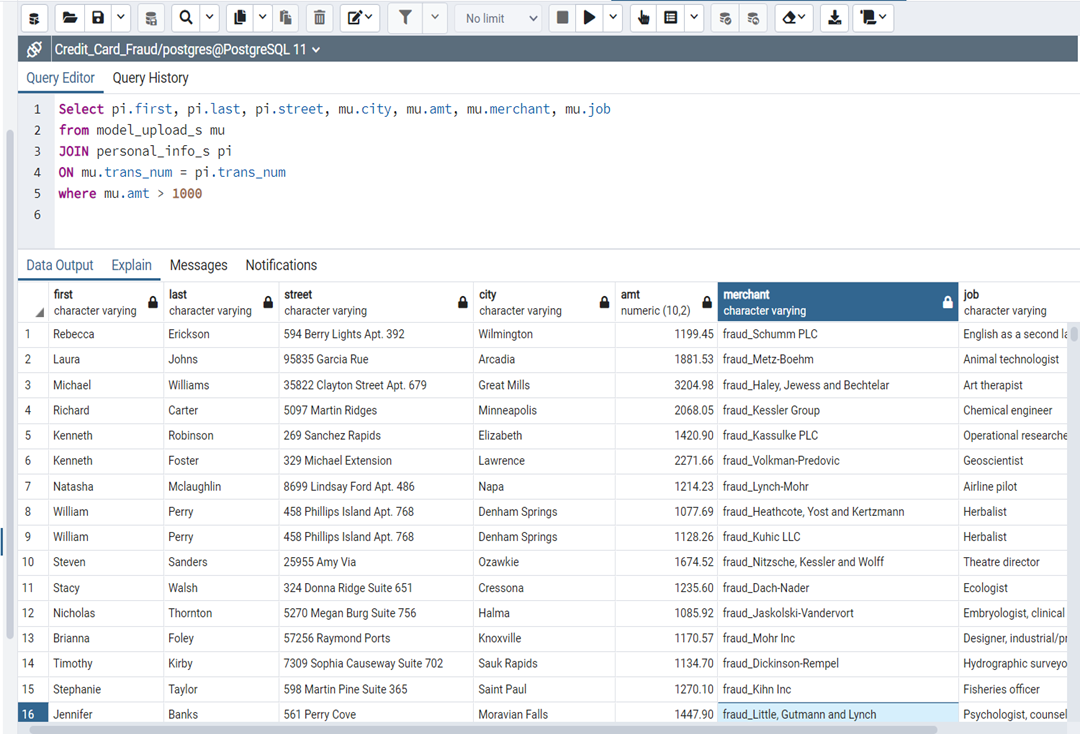 No limit
Credit_Card_Fraud/postgres@PostgreSQL 11
Query Editor Query History
1 Select pi.first, pi.last, pi.street, mu.city, mu.amt, mu.merchant, mu.job
2 from model_upload_s mu
3 JOIN personal_info_s pi
4 ON mu.trans_num = pi.trans_num
5 where mu.amt > 1000
6
Data Output Explain Messages Notifications
first last street city amt merchant job
character varying character varying character varying character varying numeric (10,2) character varying character varying
1 Rebecca Erickson 594 Berry Lights Apt. 392 Wilmington 1199.45 fraud_Schumm PLC English as a second la
2 Laura Johns 95835 Garcia Rue Arcadia 1881.53 fraud_Metz-Boehm Animal technologist
3 Michael Williams 35822 Clayton Street Apt. 679 Great Mills 3204.98 fraud_Haley, Jewess and Bechtelar Art therapist
4 Richard Carter 5097 Martin Ridges Minneapolis 2068.05 fraud_Kessler Group Chemical engineer
5 Kenneth Robinson 269 Sanchez Rapids Elizabeth 1420.90 fraud_Kassulke PLC Operational researche
6 Kenneth Foster 329 Michael Extension Lawrence 2271.66 fraud_Volkman-Predovic Geoscientist
7 Natasha Mclaughlin 8699 Lindsay Ford Apt. 486 Napa 1214.23 fraud_Lynch-Mohr Airline pilot
8 William Perry 458 Phillips Island Apt. 768 Denham Springs 1077.69 fraud_Heathcote, Yost and Kertzmann Herbalist
9 William Perry 458 Phillips Island Apt. 768 Denham Springs 1128.26 fraud_Kuhic LLC Herbalist
10 Steven Sanders 25955 Amy Via Ozawkie 1674.52 fraud_Nitzsche, Kessler and Wolff Theatre director
11 Stacy Walsh 324 Donna Ridge Suite 651 Cressona 1235.60 fraud_Dach-Nader Ecologist
12 Nicholas Thornton 5270 Megan Burg Suite 756 Halma 1085.92 fraud_Jaskolski-Vandervort Embryologist, clinical
13 Brianna Foley 57256 Raymond Ports Knoxville 1170.57 fraud_Mohr Inc Designer, industrial/pr
14 Timothy Kirby 7309 Sophia Causeway Suite 702 Sauk Rapids 1134.70 fraud_Dickinson-Rempel Hydrographic surveyo
15 Stephanie Taylor 598 Martin Pine Suite 365 Saint Paul 1270.10 fraud_Kihn Inc Fisheries officer
16 Jennifer Banks 561 Perry Cove Moravian Falls 1447.90 fraud_Little, Gutmann and Lynch Psychologist, counsel